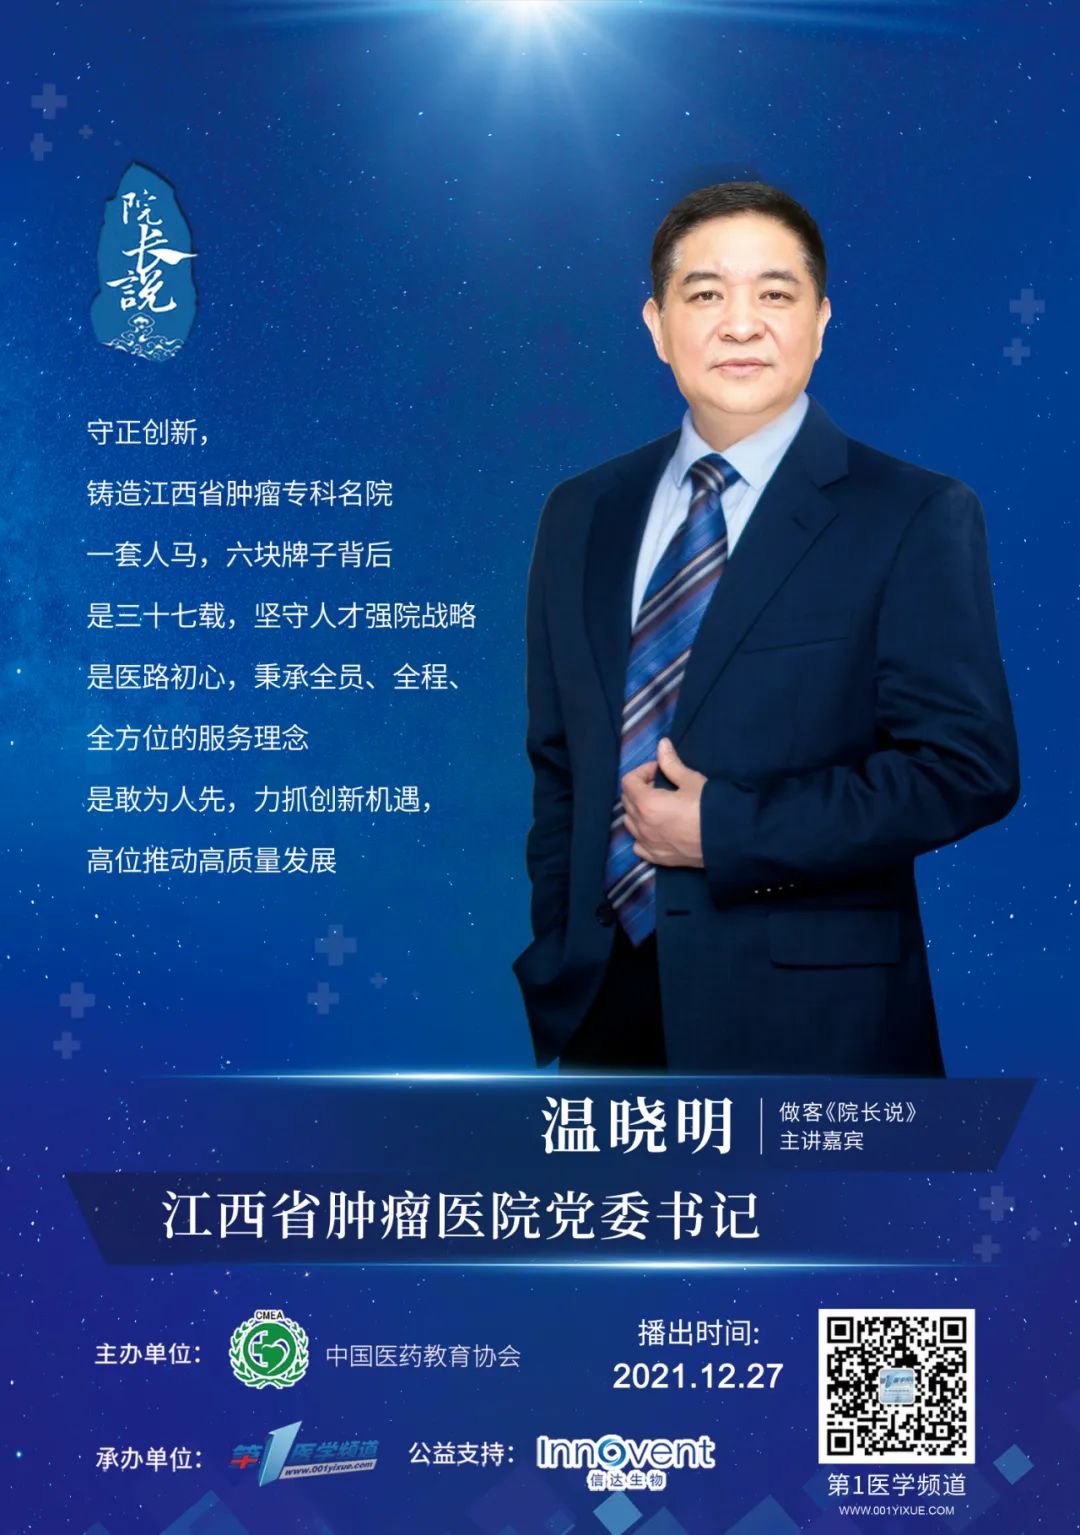 院长説
守正创新，
铸造江西省肿瘤专科名院
一套人马，六块牌子背后
是三十七载，坚守人才强院战略
是医路初心，秉承全员、全程、
全方位的服务理念
是敢为人先，力抓创新机遇，
高位推动高质量发展
温晓明
做客《院长说》
主讲嘉宾
江西省肿瘤医院党委书记
主办单位：
CMEA
中国医药教育协会
播出时间:
2021.12.27
承办单位：
第1医学频道
www.001yixue.com
公益支持：
Innovent
信达生物
第1医学频道
WWW.001YIXUE.COM